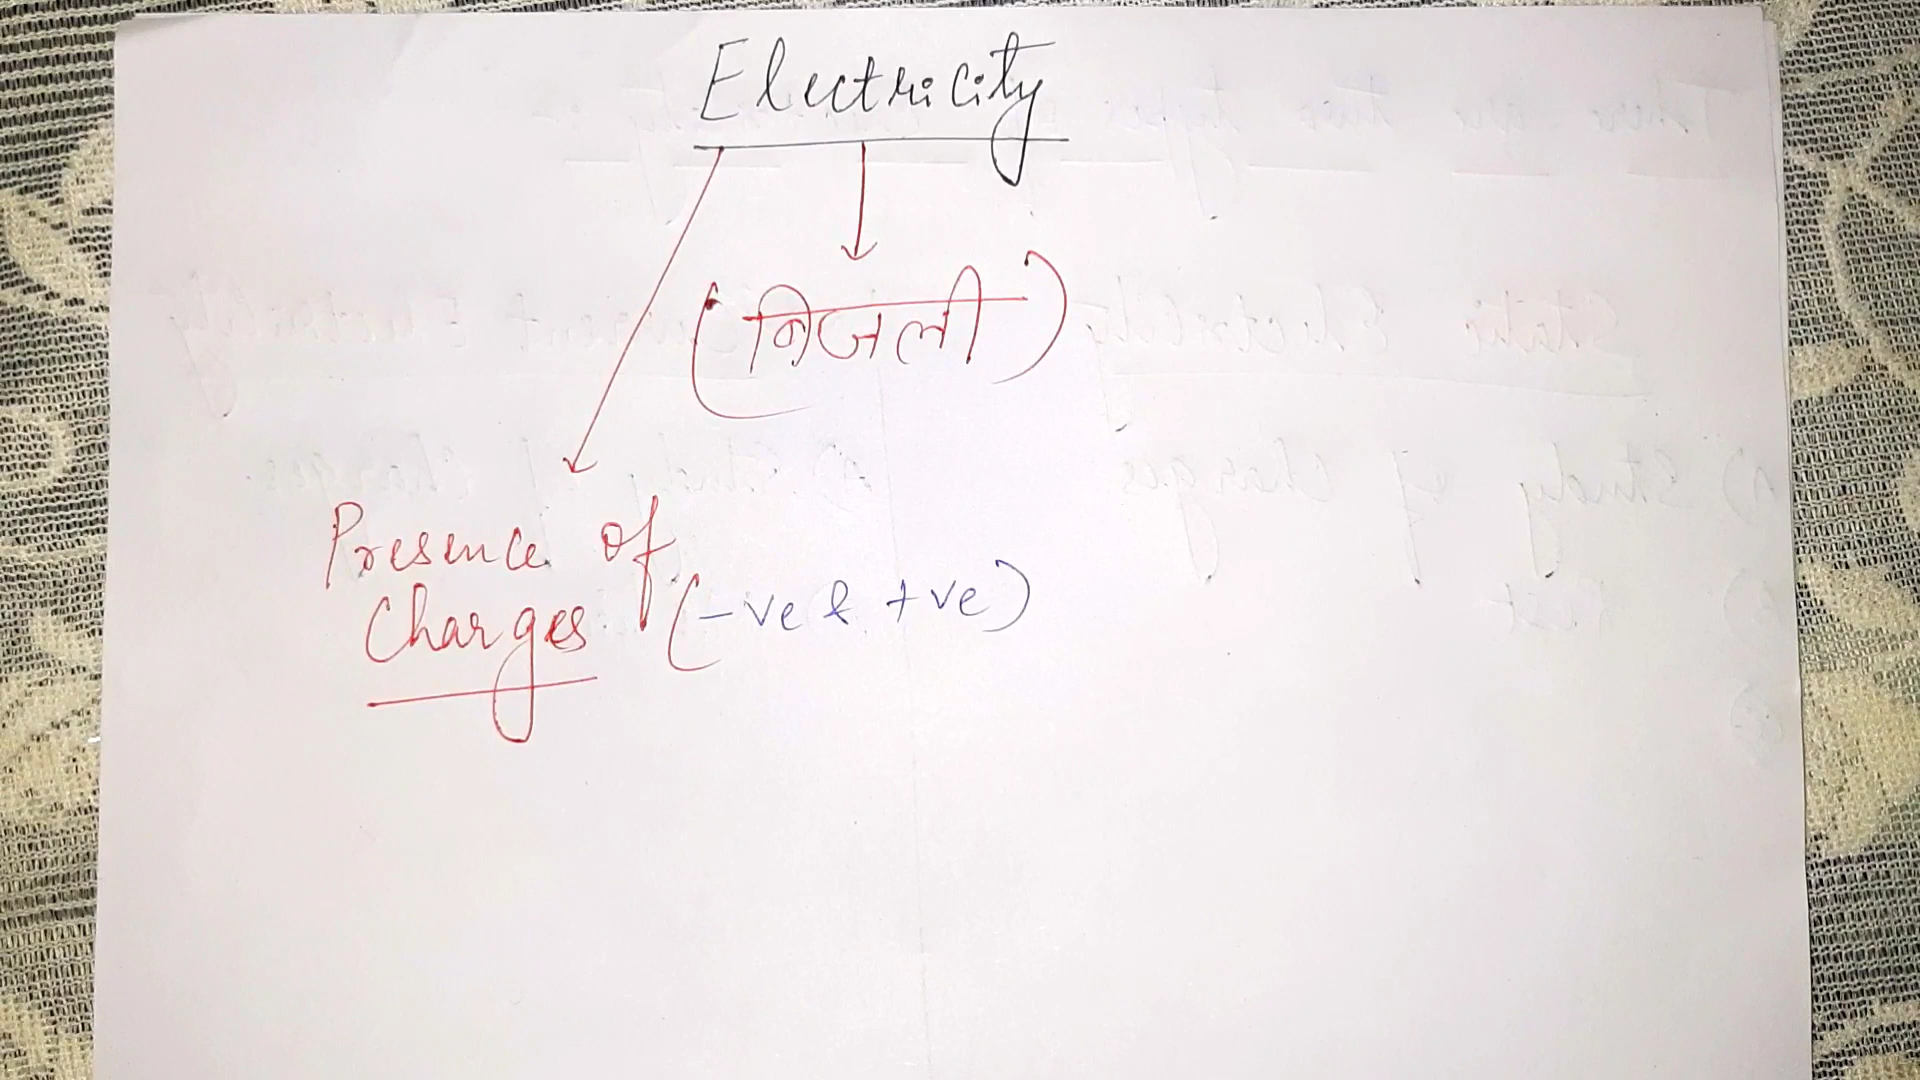 Electricity
(बिजली)
Presence of
Charges (-ve & +ve)